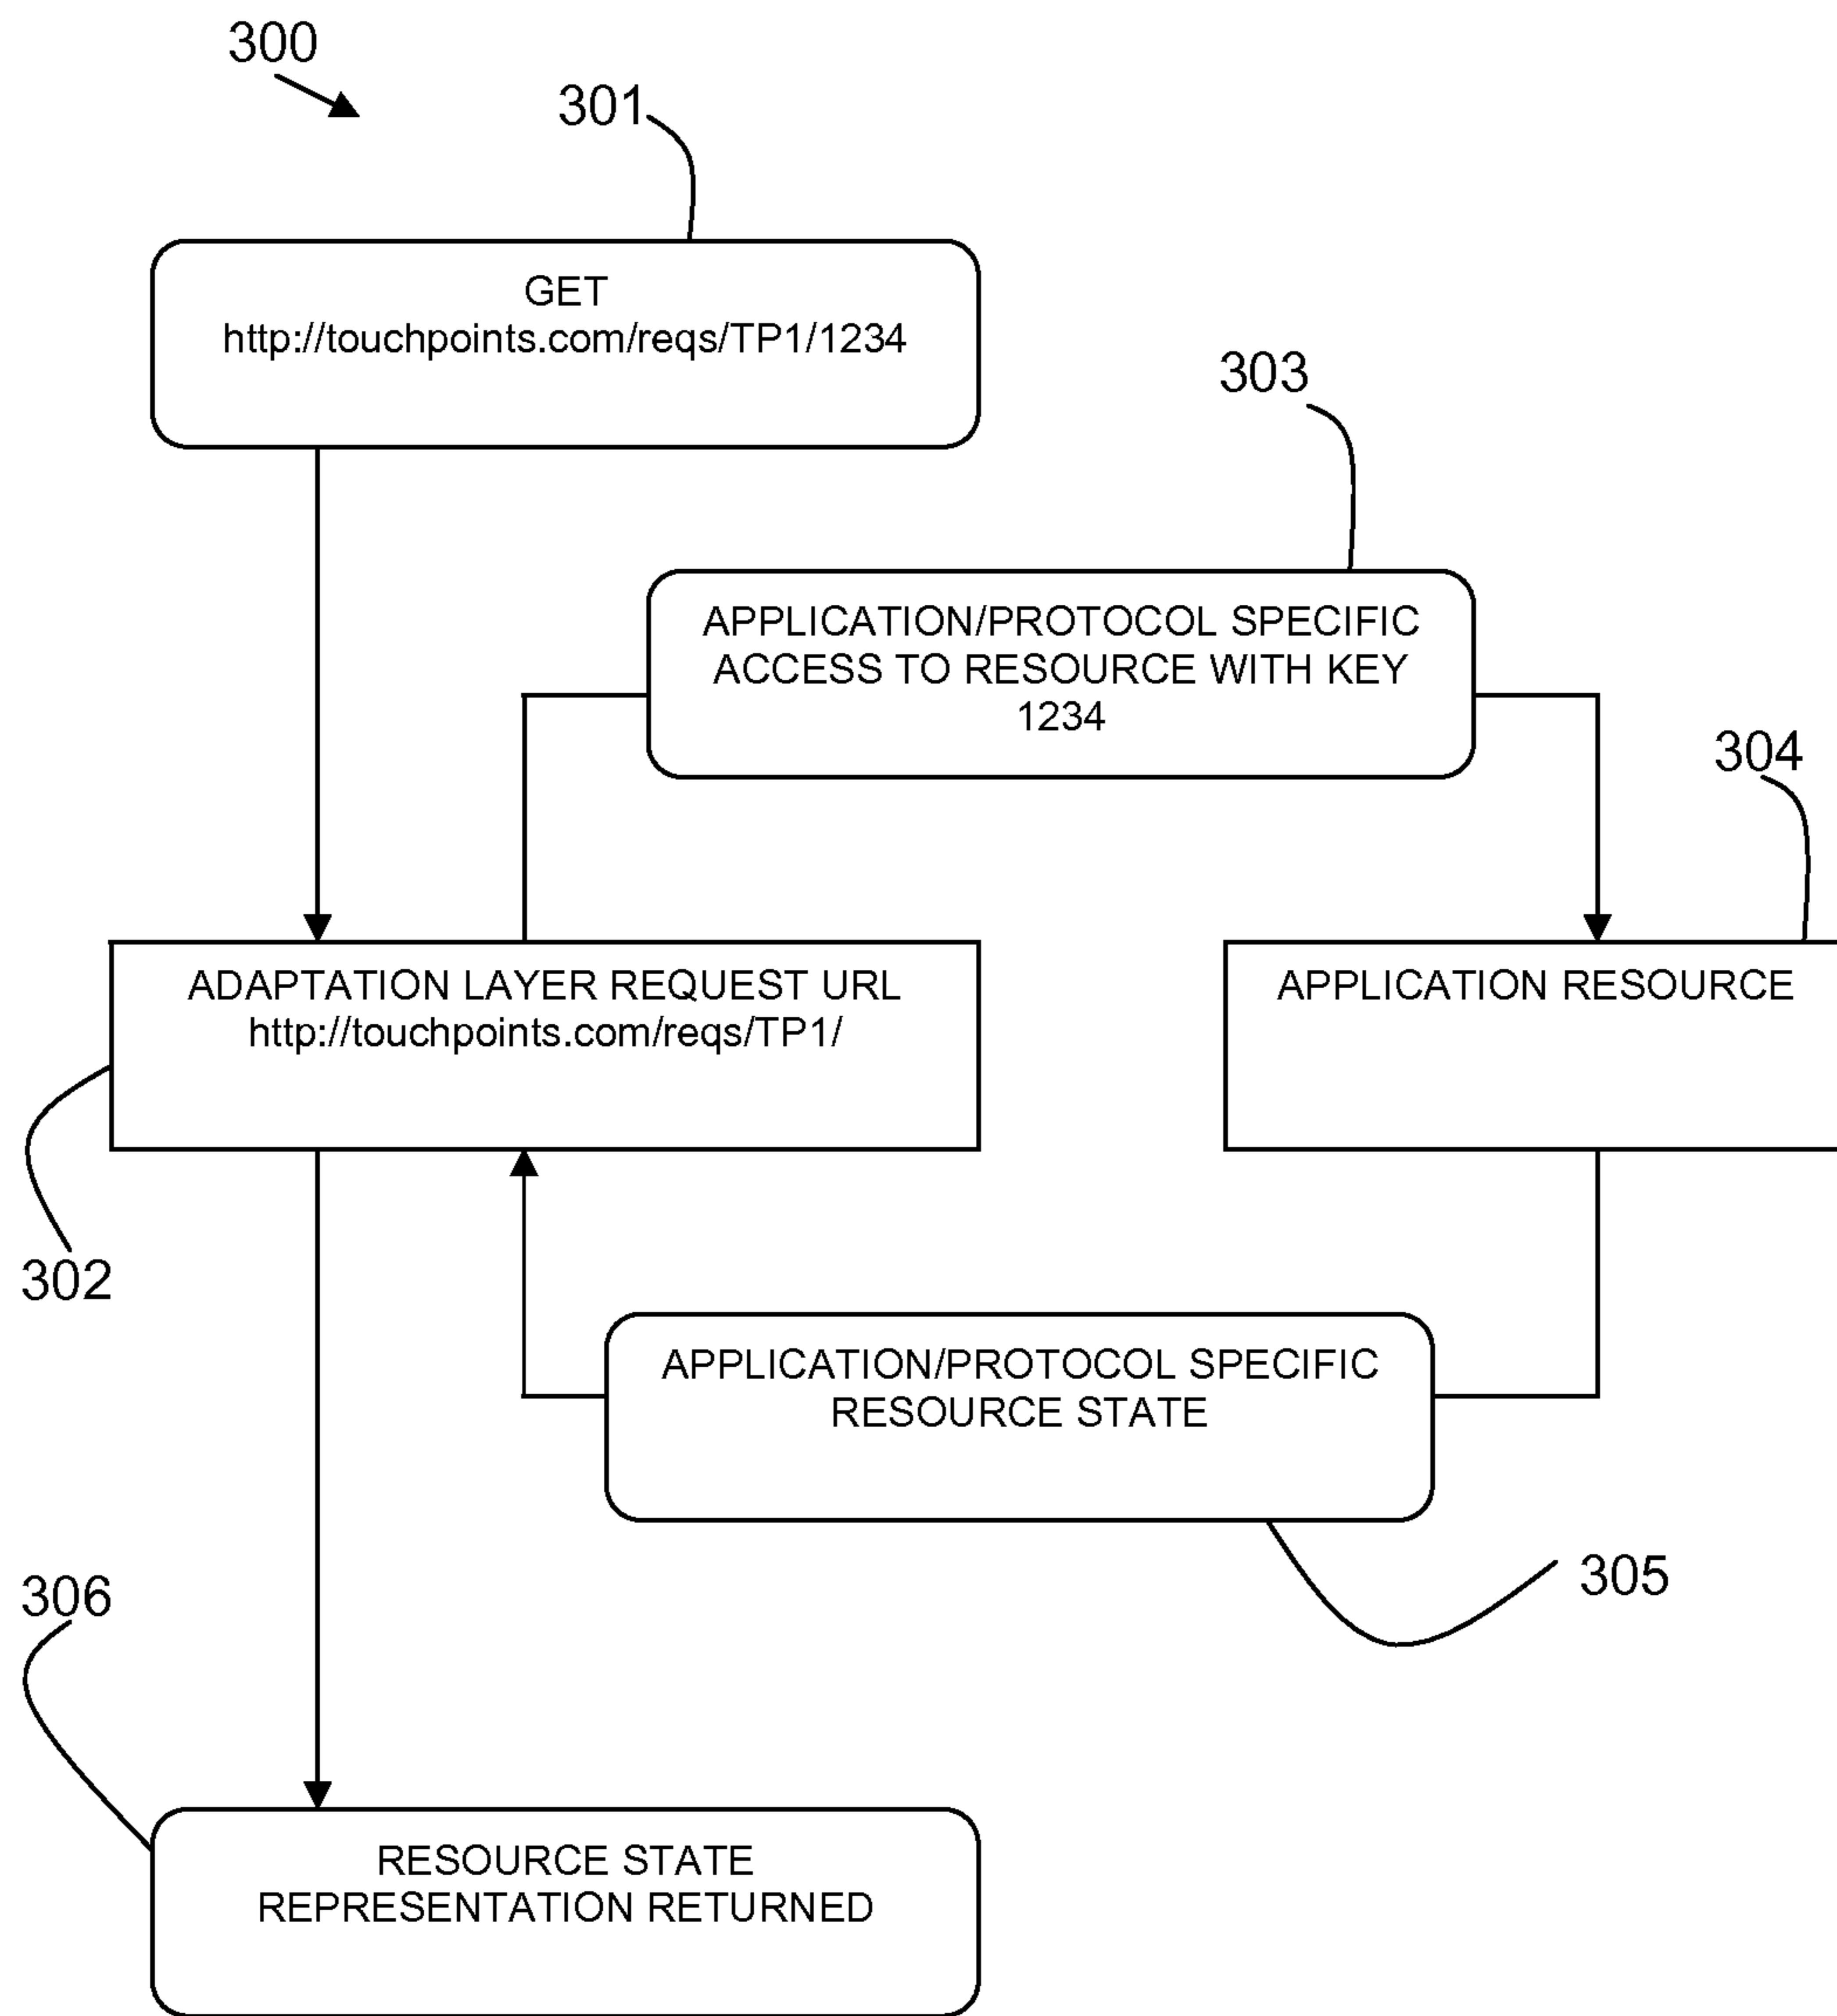 300
301
GET
http://touchpoints.com/reqs/TP1/1234
303
APPLICATION/PROTOCOL SPECIFIC
ACCESS TO RESOURCE WITH KEY
1234
304
ADAPTATION LAYER REQUEST URL
http://touchpoints.com/reqs/TP1/
APPLICATION RESOURCE
302
APPLICATION/PROTOCOL SPECIFIC
RESOURCE STATE
305
306
RESOURCE STATE
REPRESENTATION RETURNED